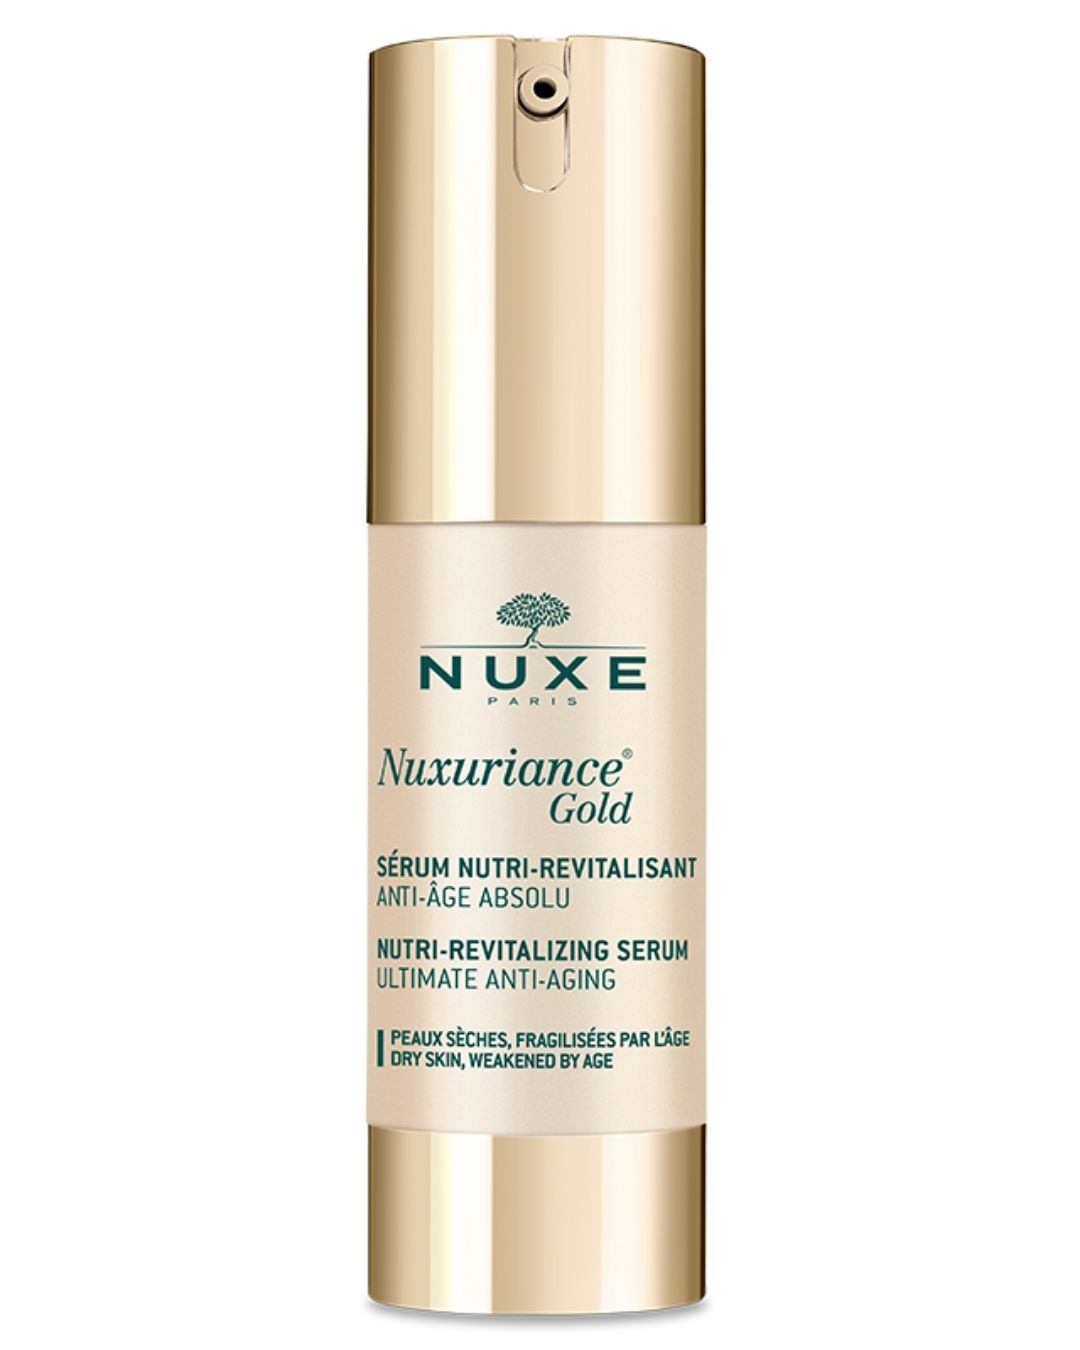 NUXE
PARIS
Nuxuriance®
Gold
SÉRUM NUTRI-REVITALISANT
ANTI-ÂGE ABSOLU
NUTRI-REVITALIZING SERUM
ULTIMATE ANTI-AGING
PEAUX SÈCHES, FRAGILISÉES PAR L'ÂGE
DRY SKIN, WEAKENED BY AGE